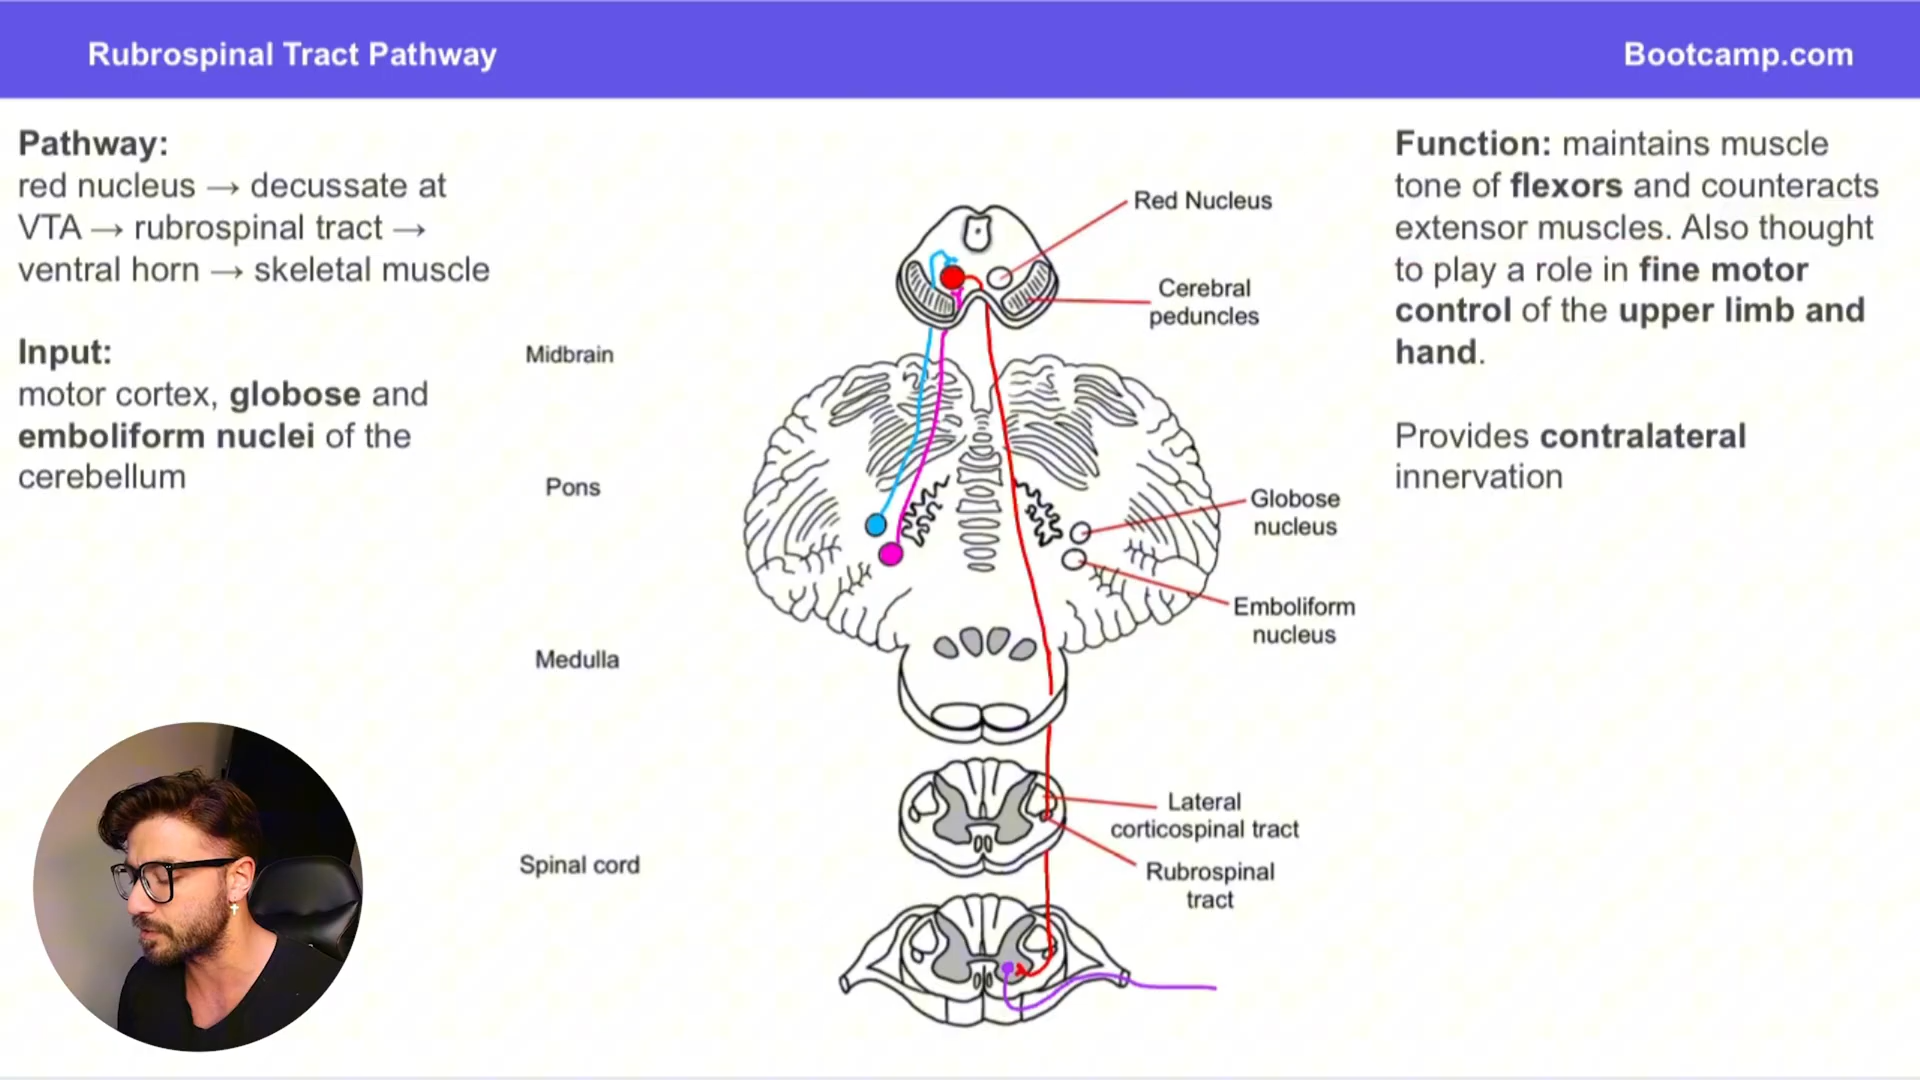 Rubrospinal Tract Pathway
Bootcamp.com
Pathway:
red nucleus → decussate at
VTA → rubrospinal tract →
ventral horn → skeletal muscle
Input:
motor cortex, globose and
emboliform nuclei of the
cerebellum
Midbrain
Pons
Medulla
Spinal cord
Red Nucleus
Cerebral
peduncles
Globose
nucleus
Emboliform
nucleus
Lateral
corticospinal tract
Rubrospinal
tract
Function: maintains muscle
tone of flexors and counteracts
extensor muscles. Also thought
to play a role in fine motor
control of the upper limb and
hand.
Provides contralateral
innervation